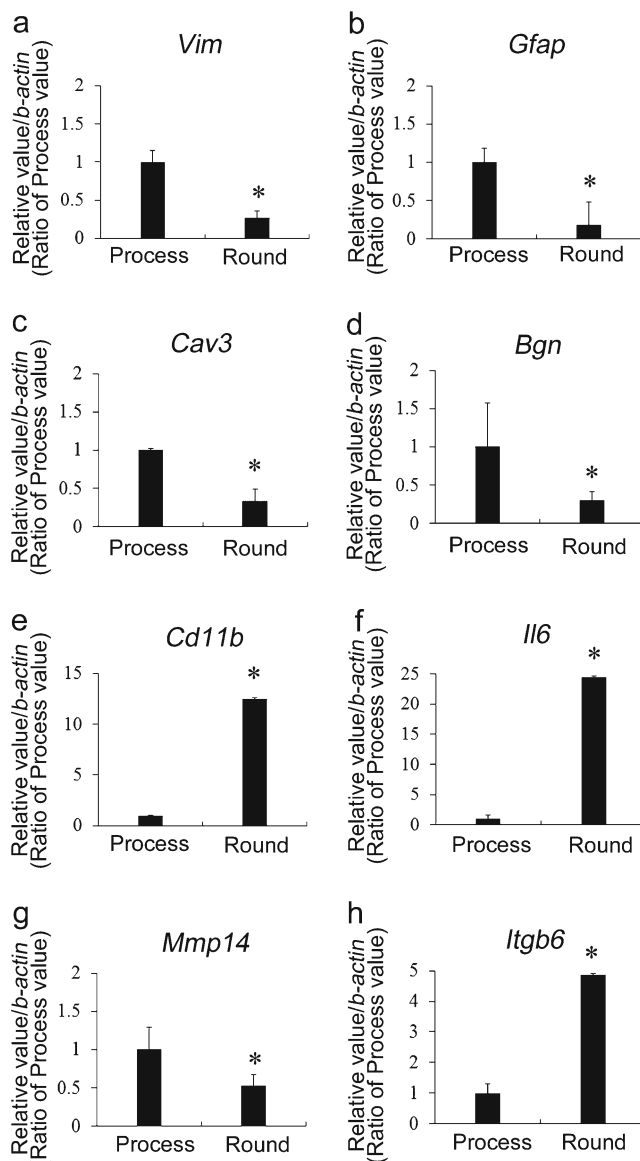 a
Vim
Relative value/b-actin
(Ratio of Process value)
2
1.5
1
0.5
0
Process
Round
*
b
Gfap
Relative value/b-actin
(Ratio of Process value)
2
1.5
1
0.5
0
Process
Round
*
c
Cav3
Relative value/b-actin
(Ratio of Process value)
2
1.5
1
0.5
0
Process
Round
*
d
Bgn
Relative value/b-actin
(Ratio of Process value)
2
1.5
1
0.5
0
Process
Round
*
e
Cd11b
Relative value/b-actin
(Ratio of Process value)
15
10
5
0
Process
Round
*
f
Il6
Relative value/b-actin
(Ratio of Process value)
25
20
15
10
5
0
Process
Round
*
g
Mmp14
Relative value/b-actin
(Ratio of Process value)
2
1.5
1
0.5
0
Process
Round
*
h
Itgb6
Relative value/b-actin
(Ratio of Process value)
5
4
3
2
1
0
Process
Round
*